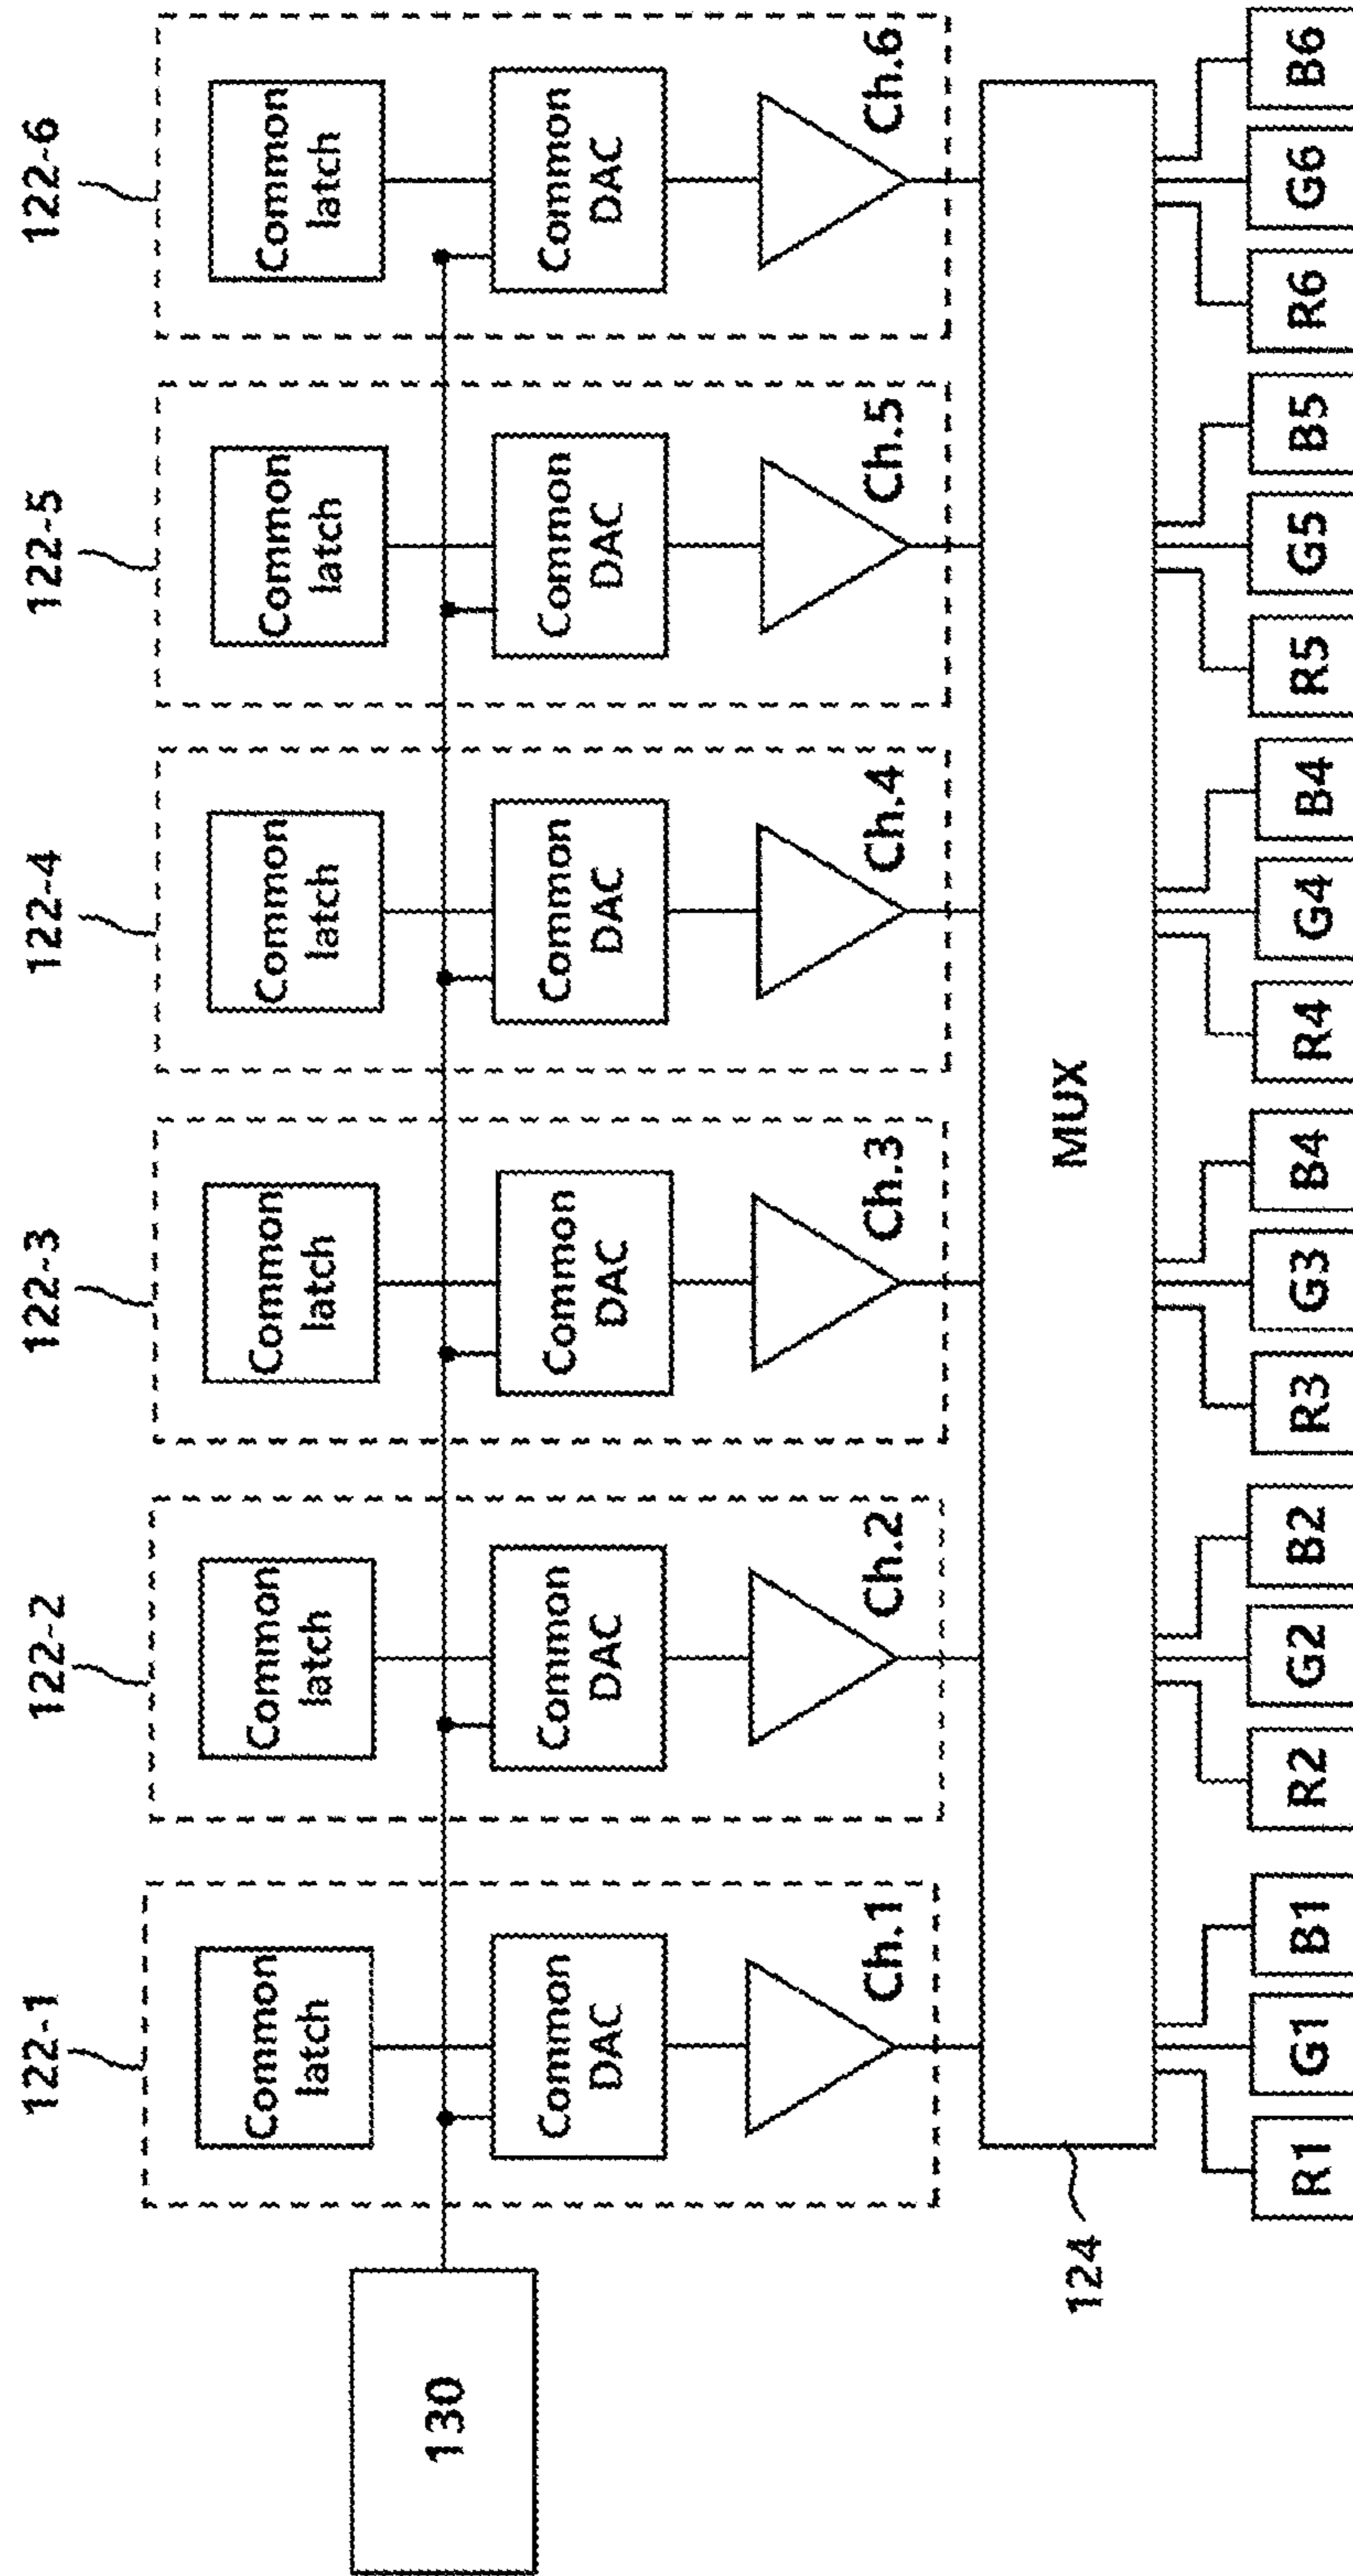 122-1
122-2
122-3
122-4
122-5
122-6
Common
latch
Common
latch
Common
latch
Common
latch
Common
latch
Common
latch
130
Common
DAC
Common
DAC
Common
DAC
Common
DAC
Common
DAC
Common
DAC
Ch.1
Ch.2
Ch.3
Ch.4
Ch.5
Ch.6
124
MUX
R1 G1 B1 R2 G2 B2 R3 G3 B4 R4 G4 B4 R5 G5 B5 R6 G6 B6